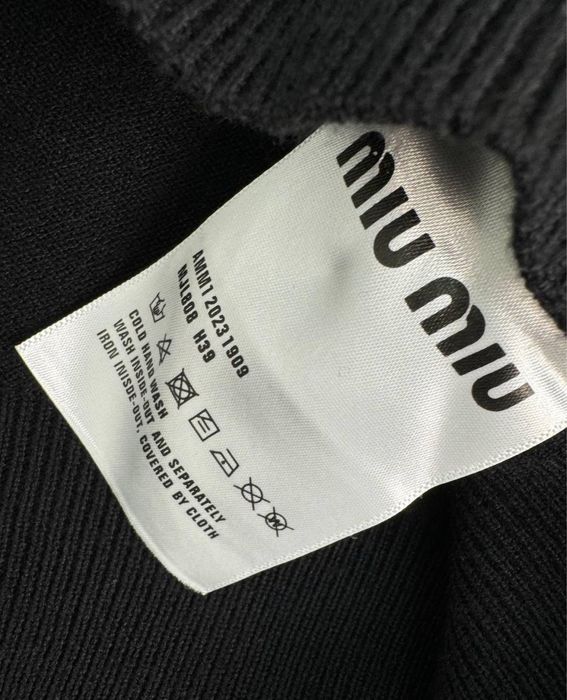 MIU MIU
AMM1 20231909
MJL808 H39
COLD HAND WASH
WASH INSIDE-OUT AND SEPARATELY
IRON INISDE-OUT, COVERED BY CLOTH